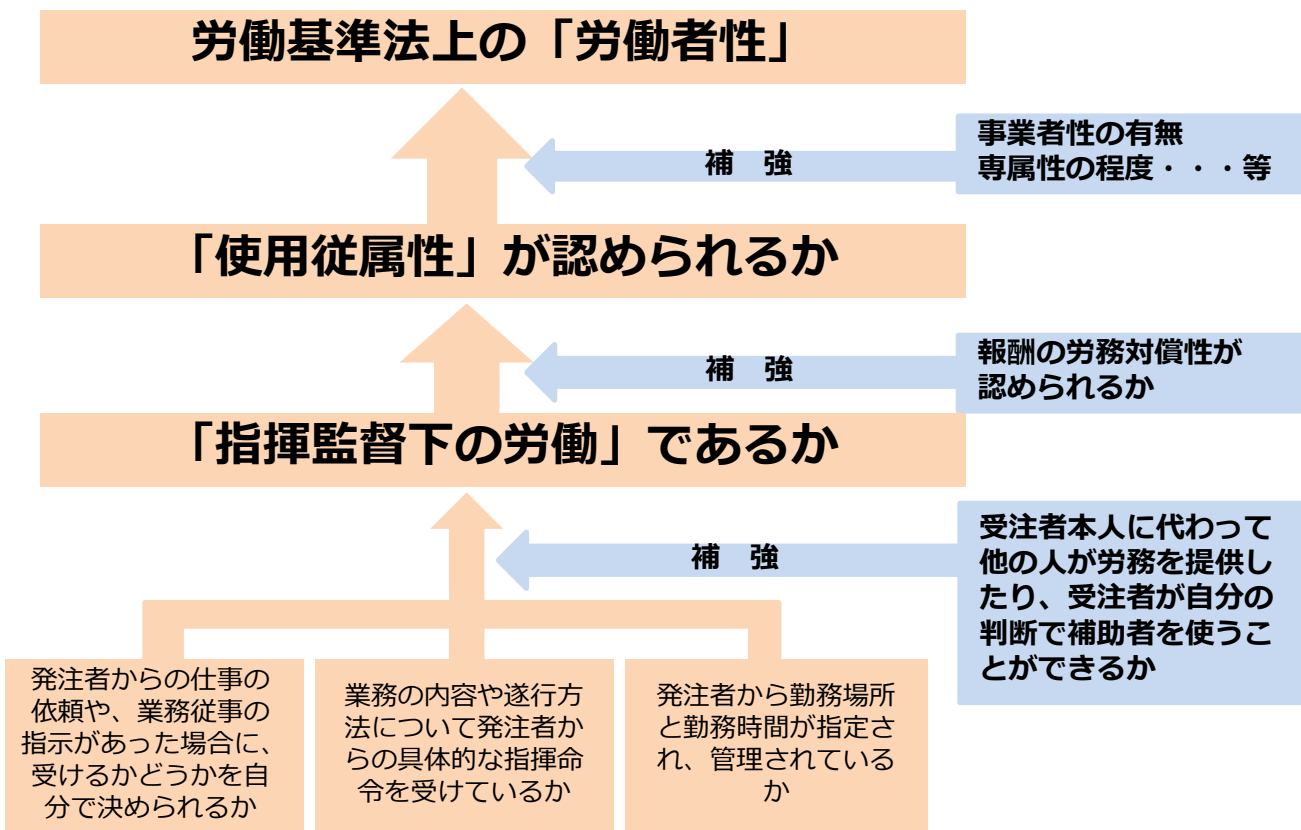 労働基準法上の「労働者性」
事業者性の有無
専属性の程度・・・等
補　強
「使用従属性」が認められるか
報酬の労務対償性が
認められるか
補　強
「指揮監督下の労働」であるか
受注者本人に代わって
他の人が労務を提供し
たり、受注者が自分の
判断で補助者を使うこ
とができるか
補　強
発注者からの仕事の
依頼や、業務従事の
指示があった場合に、
受けるかどうかを自
分で決められるか
業務の内容や遂行方
法について発注者か
らの具体的な指揮命
令を受けているか
発注者から勤務場所
と勤務時間が指定さ
れ、管理されている
か